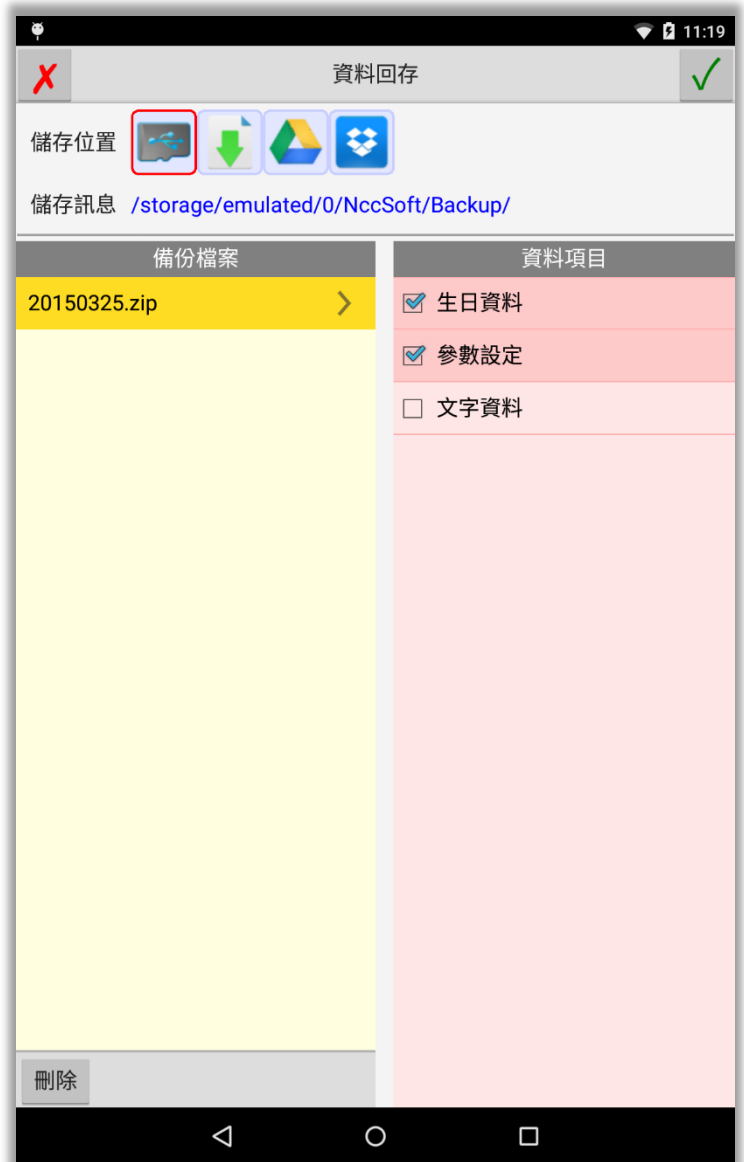 11:19
資料回存
儲存位置
儲存訊息 /storage/emulated/0/NccSoft/Backup/
備份檔案
20150325.zip
刪除
資料項目
生日資料
參數設定
文字資料